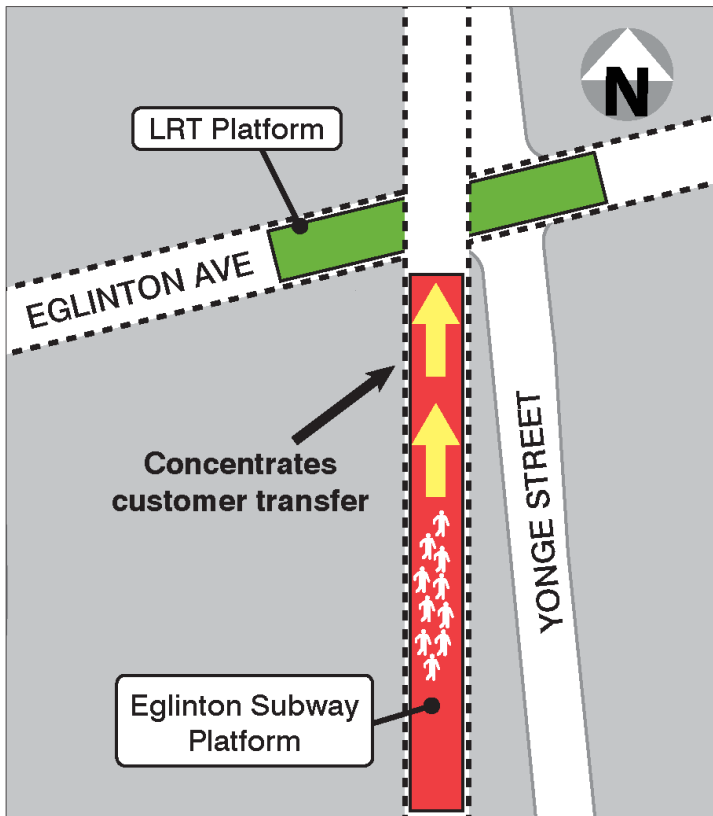 N
LRT Platform
EGLINTON AVE
Concentrates
customer transfer
YONGE STREET
Eglinton Subway
Platform